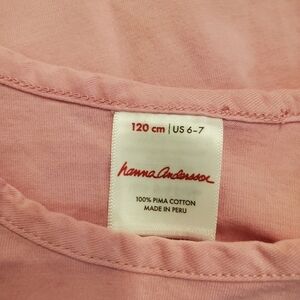 120 cm | US 6-7
hanna andersson
100% PIMA COTTON
MADE IN PERU